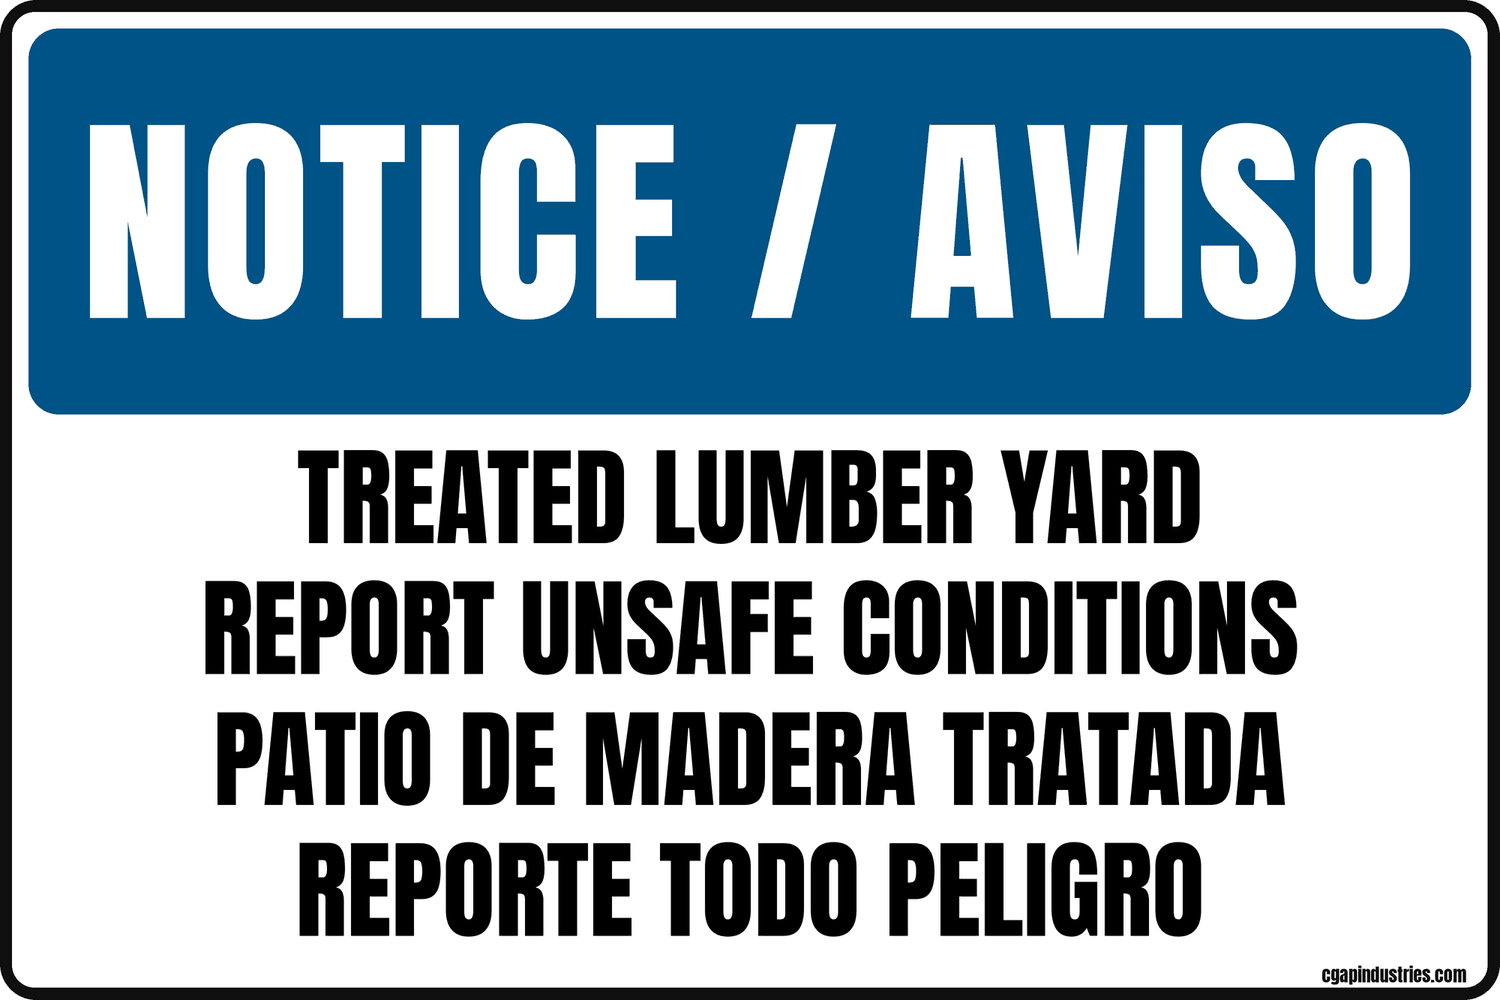 NOTICE / AVISO
TREATED LUMBER YARD
REPORT UNSAFE CONDITIONS
PATIO DE MADERA TRATADA
REPORTE TODO PELIGRO
cgapindustries.com